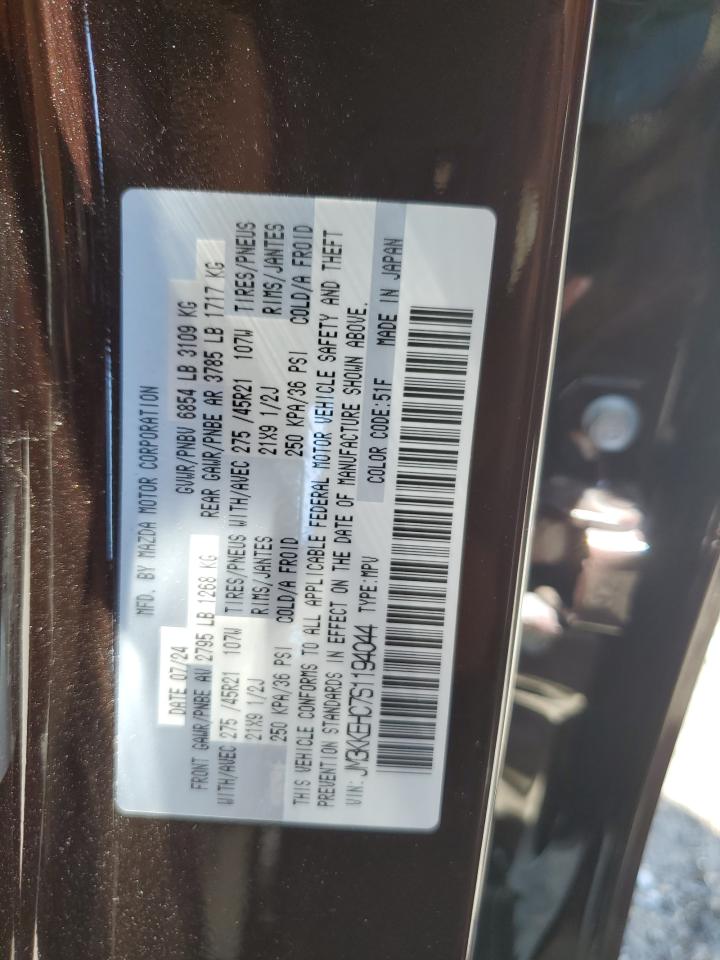 MFD. BY MAZDA MOTOR CORPORATION
DATE 07/24 GVWR/PNBV 6854 LB 3109 KG
FRONT GAWR/PNBE AV 2795 LB 1268 KG REAR GAWR/PNBE AR 3785 LB 1717 KG
WITH/AVEC 275 /45R21 107W TIRES/PNEUS WITH/AVEC 275 /45R21 107W TIRES/PNEUS
21X9 1/2J RIMS/JANTES 21X9 1/2J RIMS/JANTES
250 KPA/36 PSI COLD/A FROID 250 KPA/36 PSI COLD/A FROID
THIS VEHICLE CONFORMS TO ALL APPLICABLE FEDERAL MOTOR VEHICLE SAFETY AND THEFT
PREVENTION STANDARDS IN EFFECT ON THE DATE OF MANUFACTURE SHOWN ABOVE.
VIN: JM3KKEHC7S1194044 TYPE:MPV COLOR CODE:51F MADE IN JAPAN